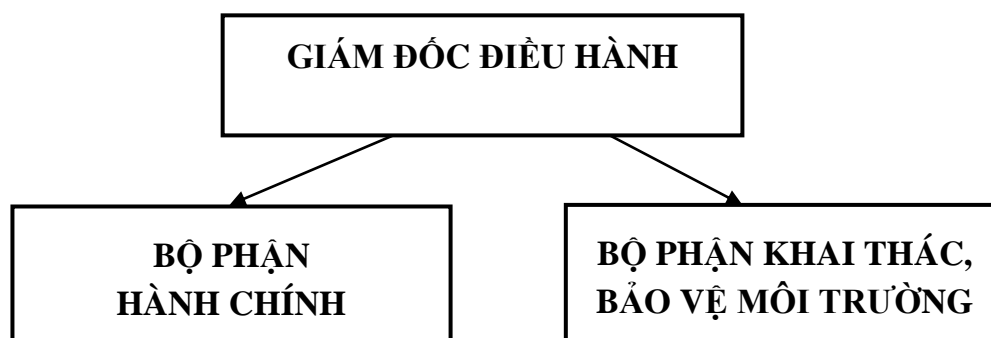 GIÁM ĐỐC ĐIỀU HÀNH
BỘ PHẬN
HÀNH CHÍNH
BỘ PHẬN KHAI THÁC,
BẢO VỆ MÔI TRƯỜNG